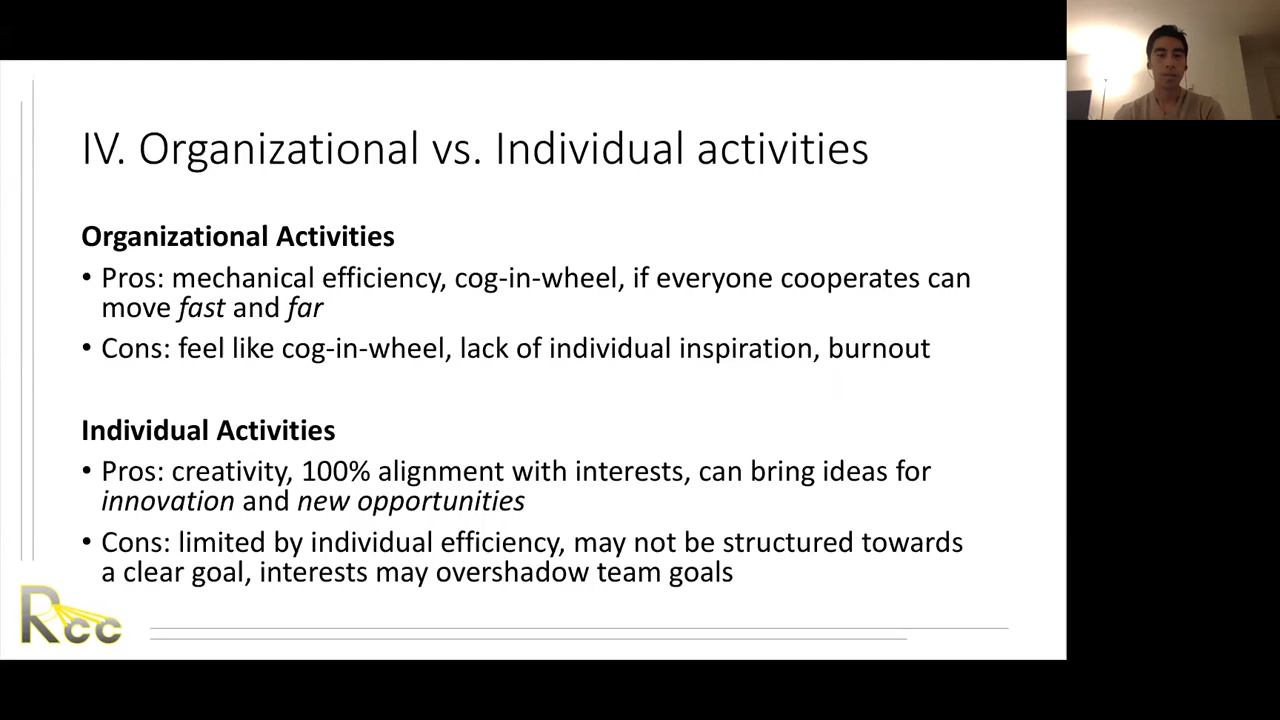 IV. Organizational vs. Individual activities
Organizational Activities
• Pros: mechanical efficiency, cog-in-wheel, if everyone cooperates can
move fast and far
• Cons: feel like cog-in-wheel, lack of individual inspiration, burnout
Individual Activities
• Pros: creativity, 100% alignment with interests, can bring ideas for
innovation and new opportunities
• Cons: limited by individual efficiency, may not be structured towards
a clear goal, interests may overshadow team goals
Rcc